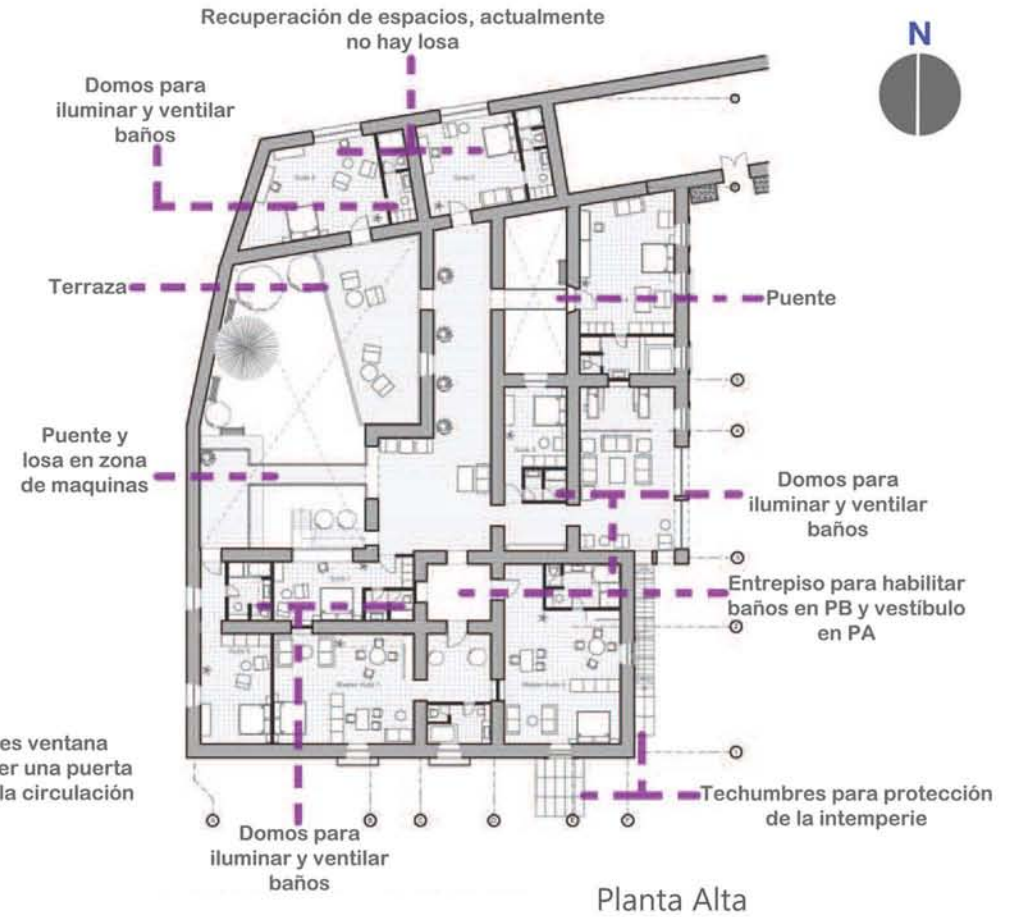 Recuperación de espacios, actualmente
no hay losa
N
Domos para
iluminar y ventilar
baños
Terraza
Puente
Puente y
losa en zona
de maquinas
Domos para
iluminar y ventilar
baños
Entrepiso para habilitar
baños en PB y vestíbulo
en PA
es ventana
er una puerta
la circulación
Techumbres para protección
de la intemperie
Domos para
iluminar y ventilar
baños
Planta Alta